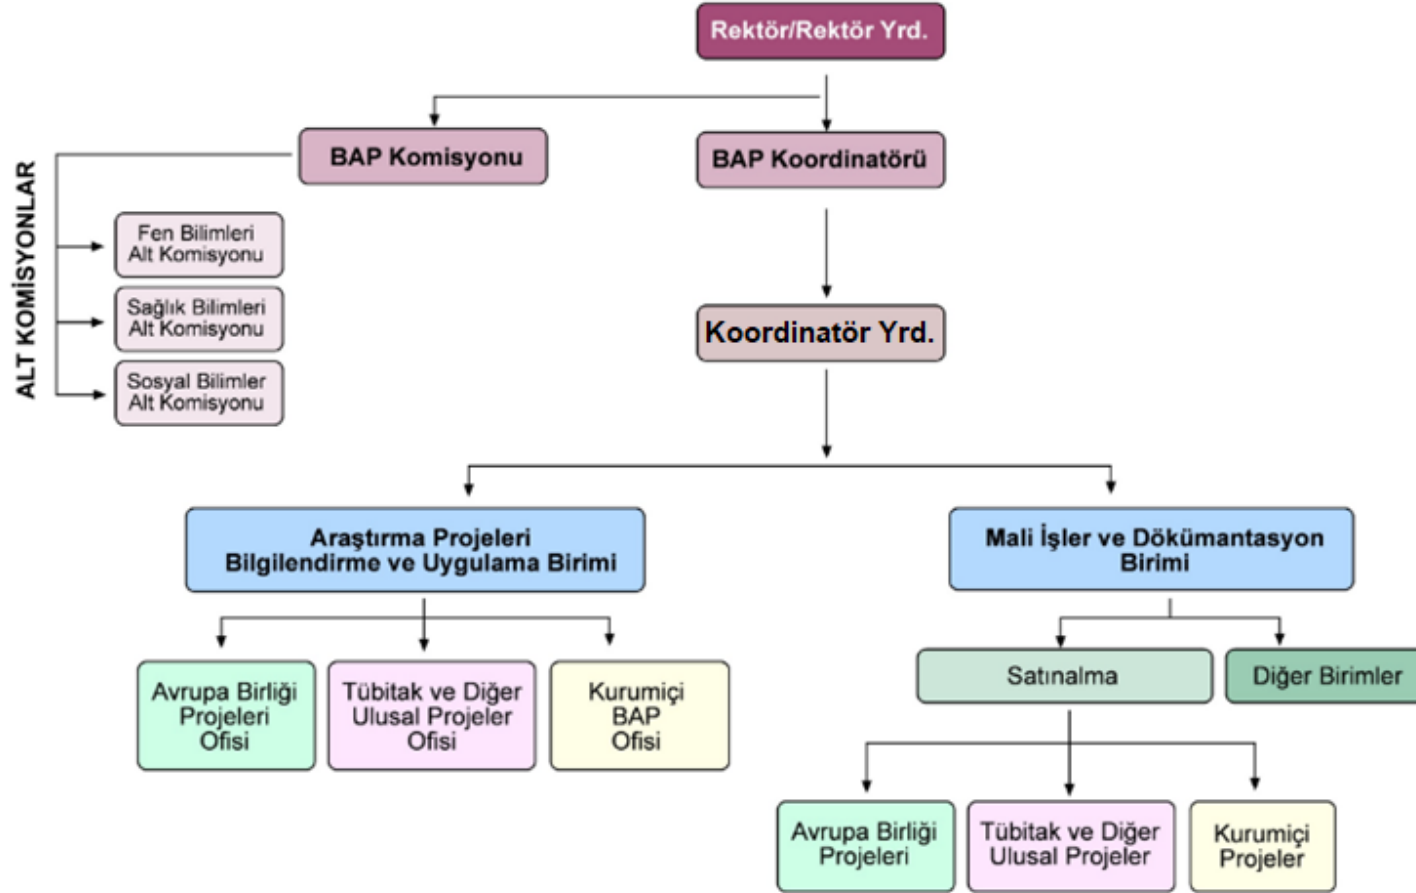 Rektör/Rektör Yrd.
BAP Komisyonu
BAP Koordinatörü
ALT KOMİSYONLAR
Fen Bilimleri
Alt Komisyonu
Sağlık Bilimleri
Alt Komisyonu
Sosyal Bilimler
Alt Komisyonu
Koordinatör Yrd.
Araştırma Projeleri
Bilgilendirme ve Uygulama Birimi
Mali İşler ve Dökümantasyon
Birimi
Avrupa Birliği
Projeleri
Ofisi
Tübitak ve Diğer
Ulusal Projeler
Ofisi
Kurumiçi
BAP
Ofisi
Satınalma
Diğer Birimler
Avrupa Birliği
Projeleri
Tübitak ve Diğer
Ulusal Projeler
Kurumiçi
Projeler